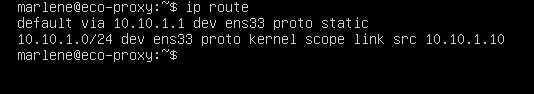 marlene@eco-proxy:~$ ip route
default via 10.10.1.1 dev ens33 proto static
10.10.1.0/24 dev ens33 proto kernel scope link src 10.10.1.10
marlene@eco-proxy:~$